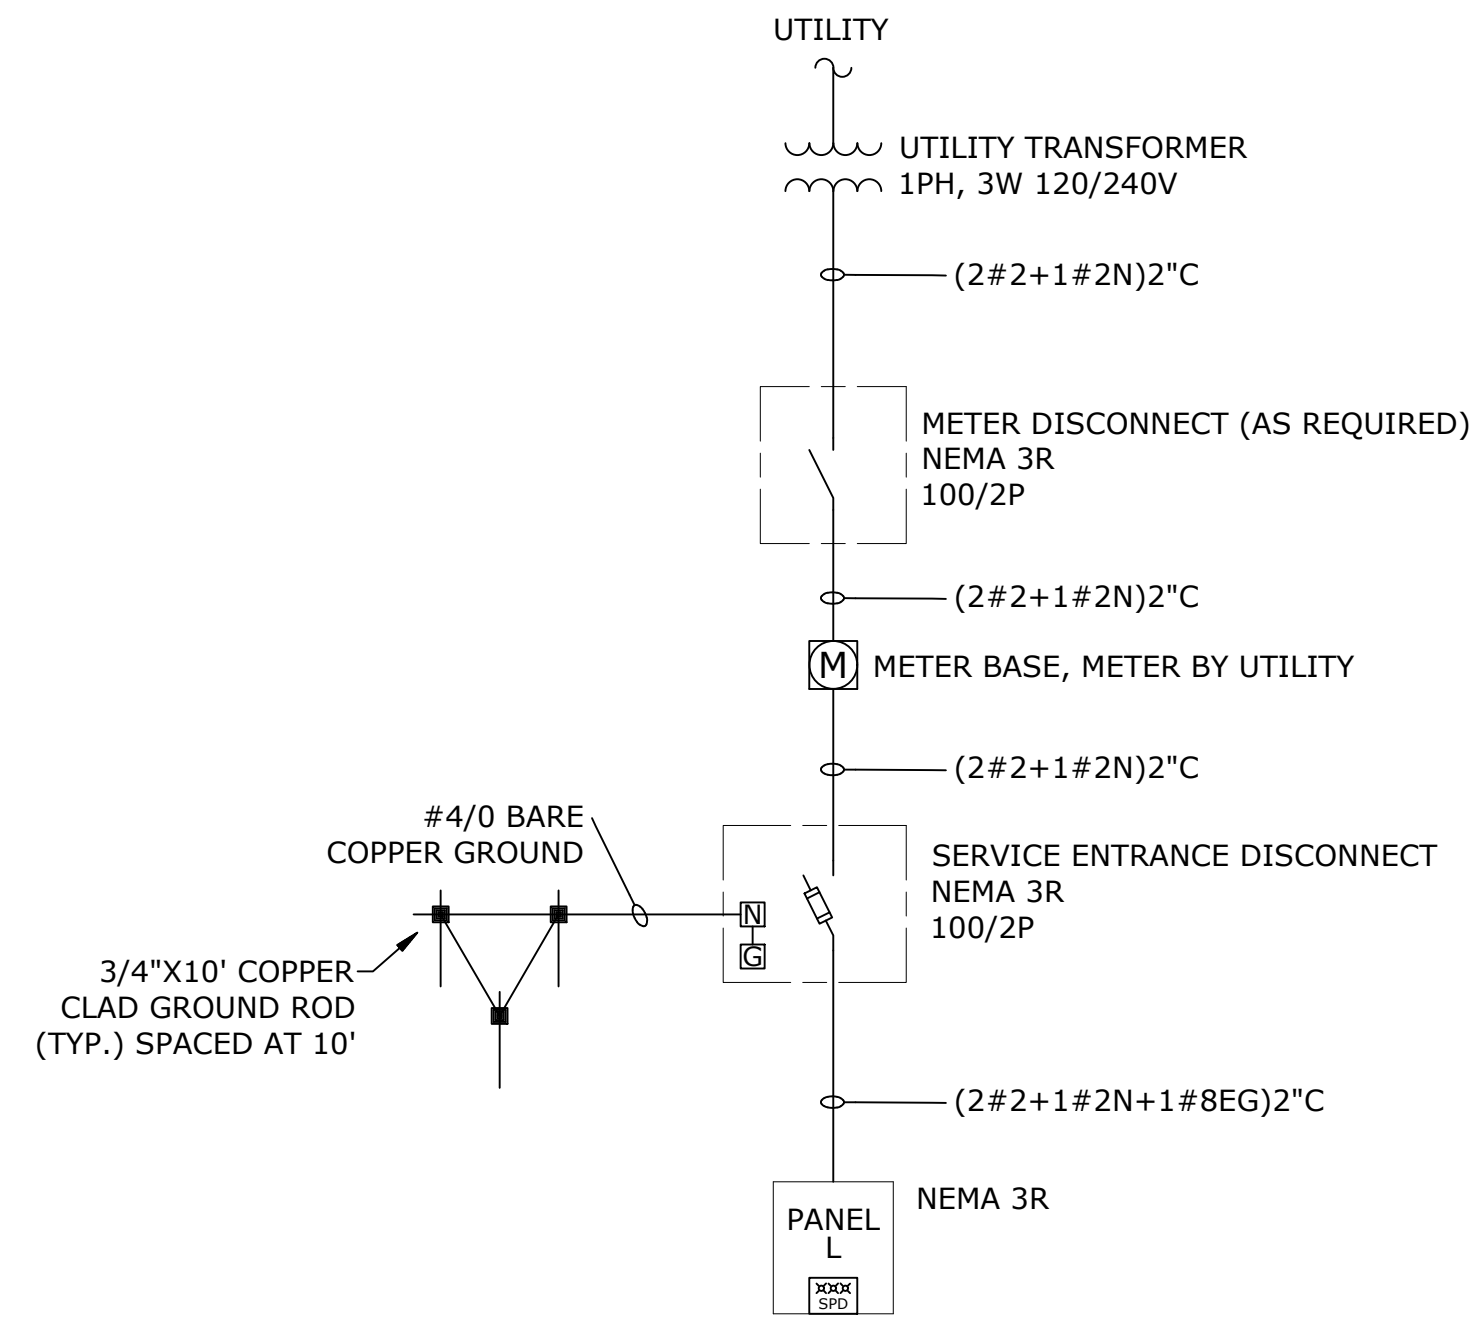 UTILITY
UTILITY TRANSFORMER
1PH, 3W 120/240V
(2#2+1#2N)2"C
METER DISCONNECT (AS REQUIRED)
NEMA 3R
100/2P
(2#2+1#2N)2"C
M
METER BASE, METER BY UTILITY
(2#2+1#2N)2"C
#4/0 BARE
COPPER GROUND
SERVICE ENTRANCE DISCONNECT
NEMA 3R
100/2P
N
G
3/4"X10' COPPER
CLAD GROUND ROD
(TYP.) SPACED AT 10'
(2#2+1#2N+1#8EG)2"C
NEMA 3R
PANEL
L
SPD